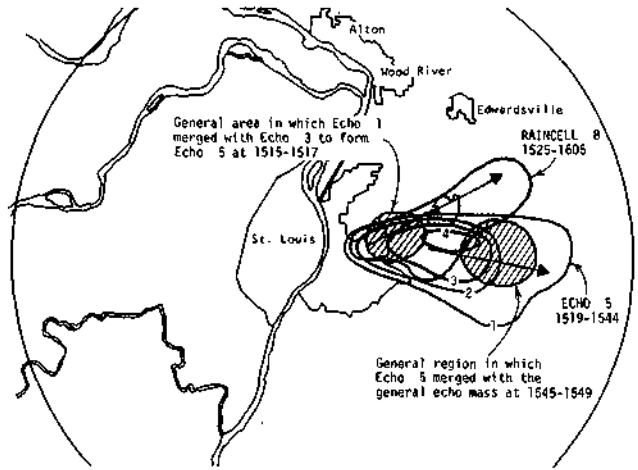 Alton
Wood River
Edwardsville
General area in which Echo 1
merged with Echo 3 to form
Echo 5 at 1515-1517
RAINCELL 8
1525-1605
St. Louis
4
3
2
1
ECHO 5
1519-1544
General region in which
Echo 5 merged with the
general echo mass at 1545-1549